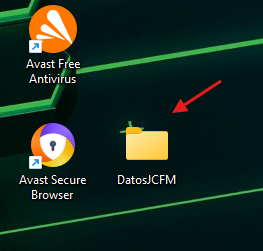 Avast Free
Antivirus
Avast Secure
Browser
DatosJCFM